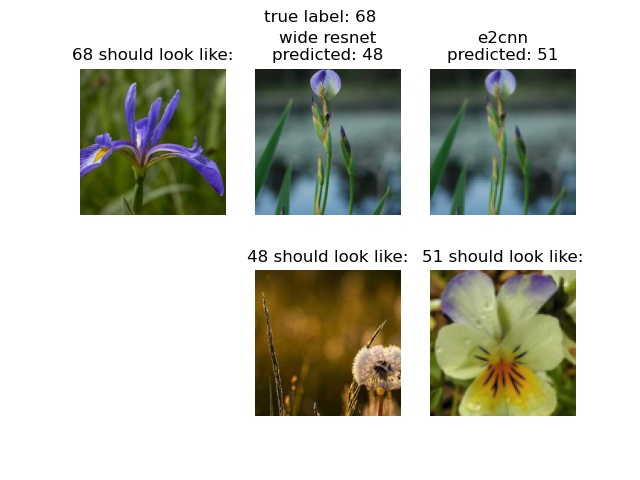 true label: 68
68 should look like:
wide resnet
predicted: 48
e2cnn
predicted: 51
48 should look like:
51 should look like: